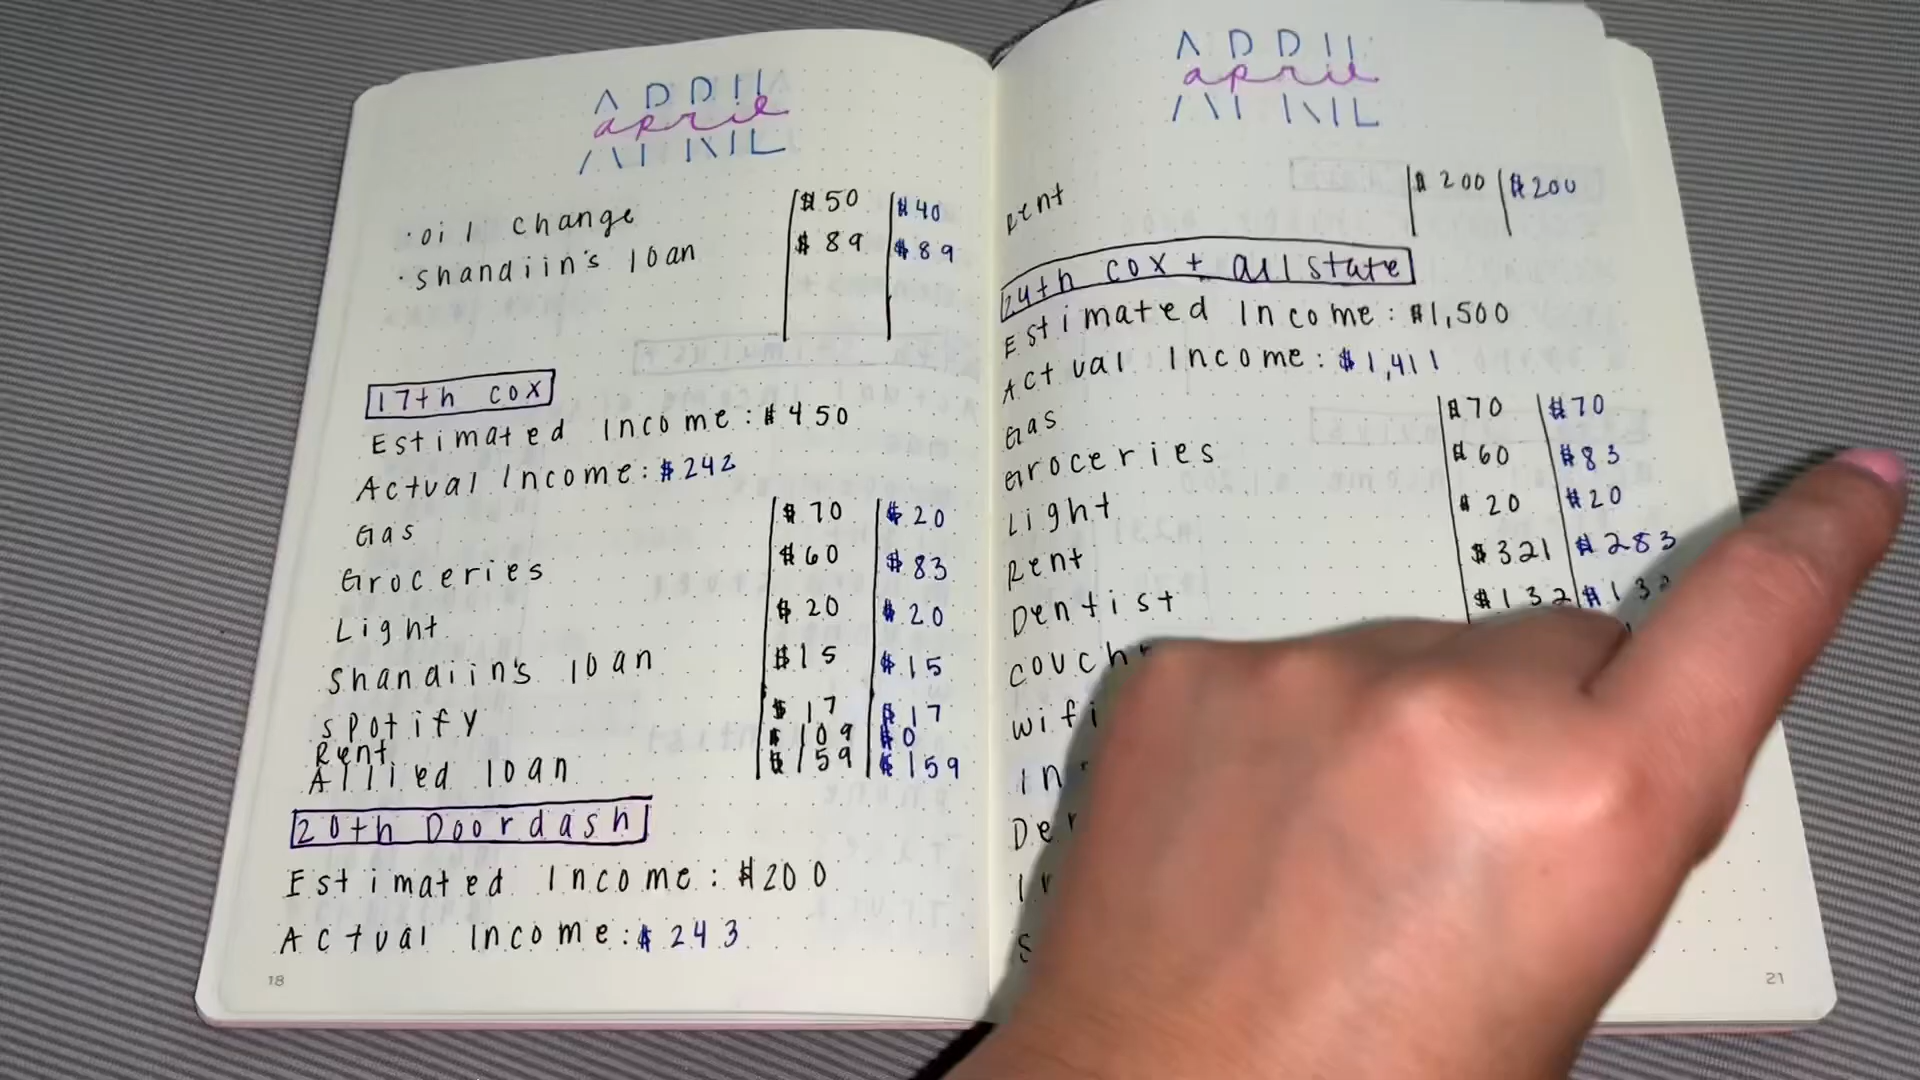 APRIL
april
· oil change $50 $40
· shandiin's loan $89 $89
17th cox
Estimated Income: $450
Actual Income: $242
Gas $70 $20
Groceries $60 $83
Light $20 $20
Shandiin's loan $15 $15
Spotify $17 $17
Rent $109 $0
Allied loan $159 $159
20th Doordash
Estimated Income: $200
Actual Income: $243
18
APRIL
april
Rent $200 $200
24th cox + allstate
Estimated Income: $1,500
Actual Income: $1,411
Gas $70 $70
Groceries $60 $83
Light $20 $20
Rent $321 $283
Dentist $132
wifi
21